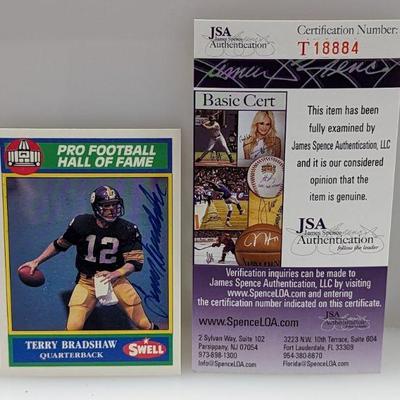 PRO FOOTBALL
HALL OF FAME
12
TERRY BRADSHAW
QUARTERBACK
SWELL
JSA
James Spence
Authentication
Certification Number:
T18884
James Spence
Basic Cert
This item has been
fully examined by
James Spence Authentication, LLC
and it is our considered
opinion that the
item is genuine.
JSA
James Spence
Authentication
follow the leader
Verification inquiries can be made to
James Spence Authentication, LLC by visiting
www.SpenceLOA.com and entering
the certification number indicated on this certificate.
www.SpenceLOA.com
JSA
Authentication
2 Sylvan Way, Suite 102
Parsippany, NJ 07054
973-898-1300
Info@SpenceLOA.com
3223 N.W. 10th Terrace, Suite 604
Fort Lauderdale, FL 33309
954-380-8670
Florida@SpenceLOA.com